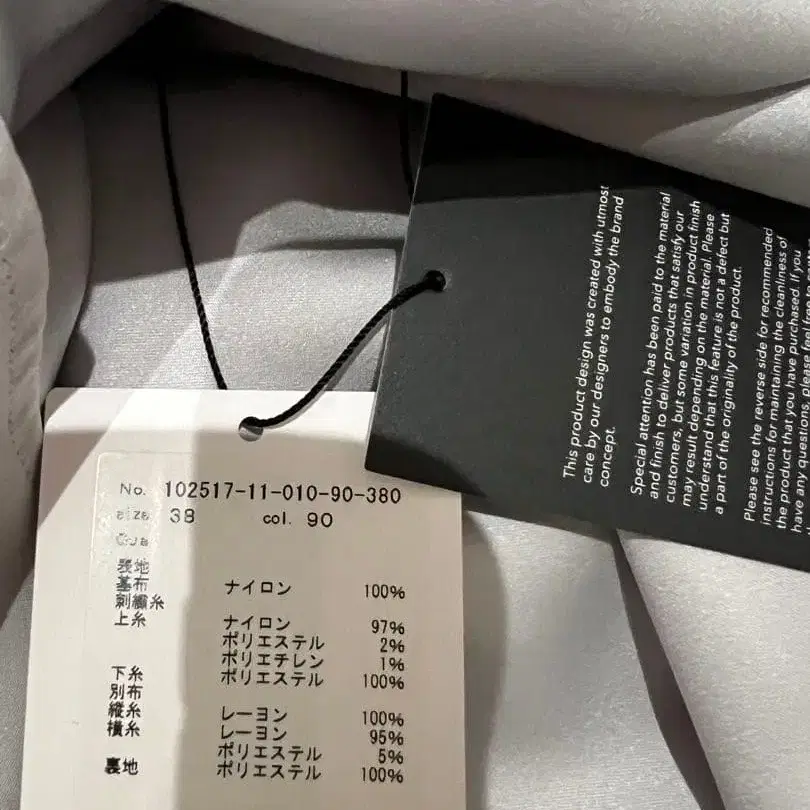 No. 102517-11-010-90-380
size 38 col. 90
Qua
表地
基布 ナイロン 100%
刺繍糸
上糸 ナイロン 97%
ポリエステル 2%
ポリエチレン 1%
下糸 ポリエステル 100%
別布
縦糸 レーヨン 100%
横糸 レーヨン 95%
ポリエステル 5%
裏地 ポリエステル 100%
This product design was created with utmost
care by our designers to embody the brand
concept.
Special attention has been paid to the material
and finish to deliver products that satisfy our
customers, but some variation in product finish
may result depending on the material. Please
understand that this feature is not a defect but
a part of the originality of the product.
Please see the reverse side for recommended
instructions for maintaining the cleanliness of
the product that you have purchased. If you
have any questions, please feel free to